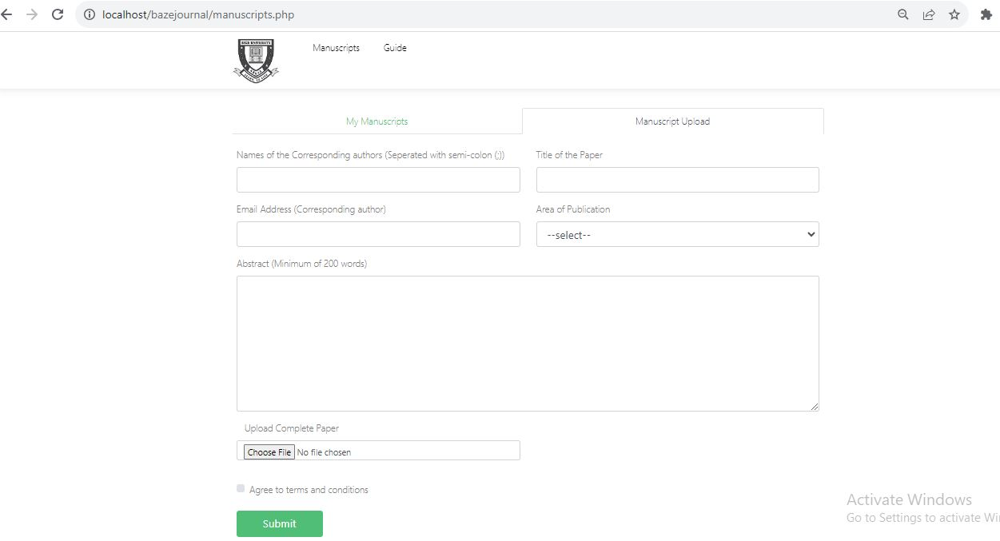 localhost/bazejournal/manuscripts.php
BAZE UNIVERSITY
Manuscripts Guide
My Manuscripts Manuscript Upload
Names of the Corresponding authors (Seperated with semi-colon (;)) Title of the Paper
Email Address (Corresponding author) Area of Publication
--select--
Abstract (Minimum of 200 words)
Upload Complete Paper
Choose File No file chosen
Agree to terms and conditions
Submit
Activate Windows
Go to Settings to activate Wi